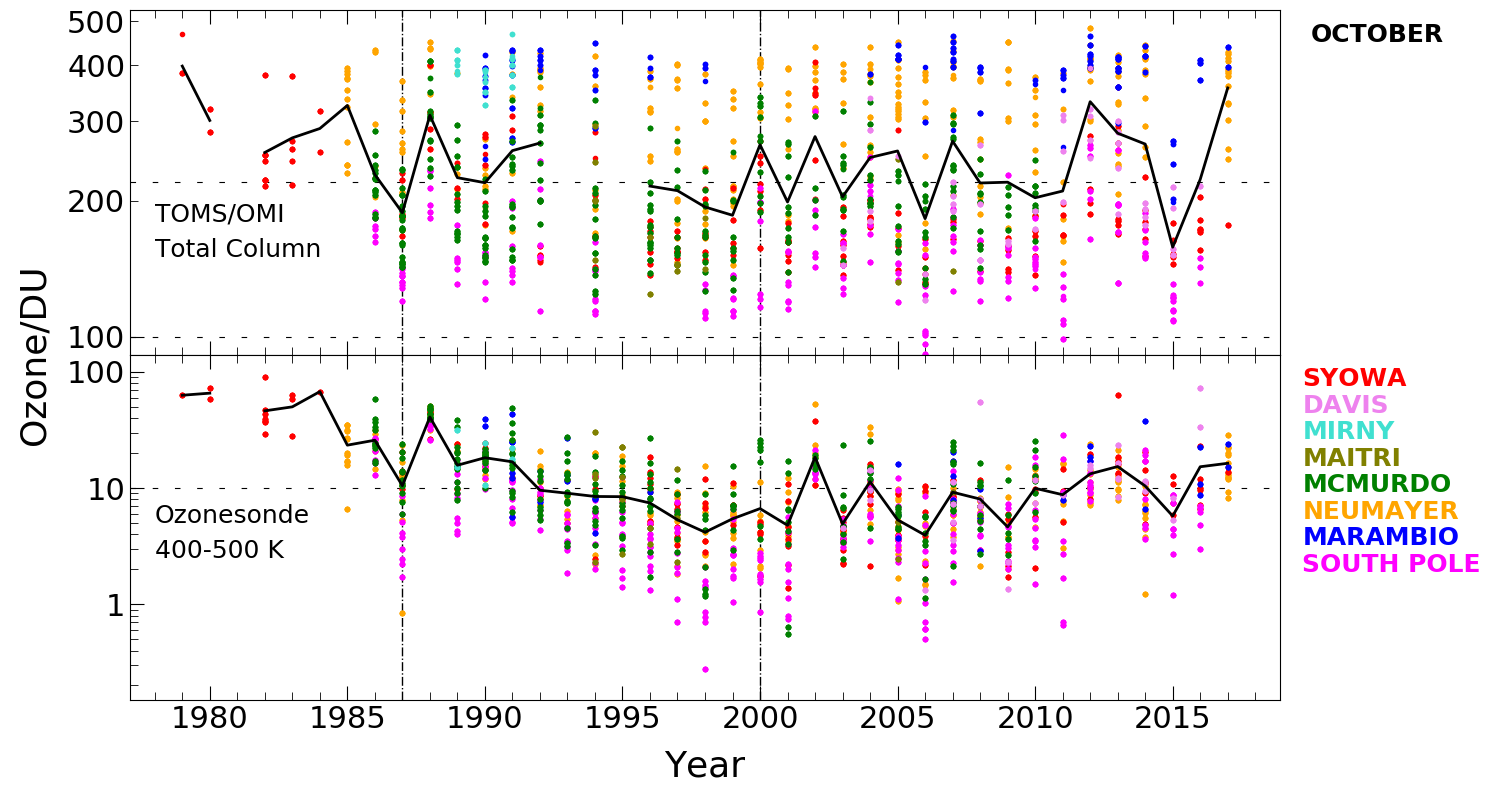 500
OCTOBER
400
300
200
TOMS/OMI
Total Column
100
Ozone/DU
100
SYOWA
DAVIS
MIRNY
MAITRI
MCMURDO
10
NEUMAYER
Ozonesonde
MARAMBIO
400-500 K
SOUTH POLE
1
1980 1985 1990 1995 2000 2005 2010 2015
Year